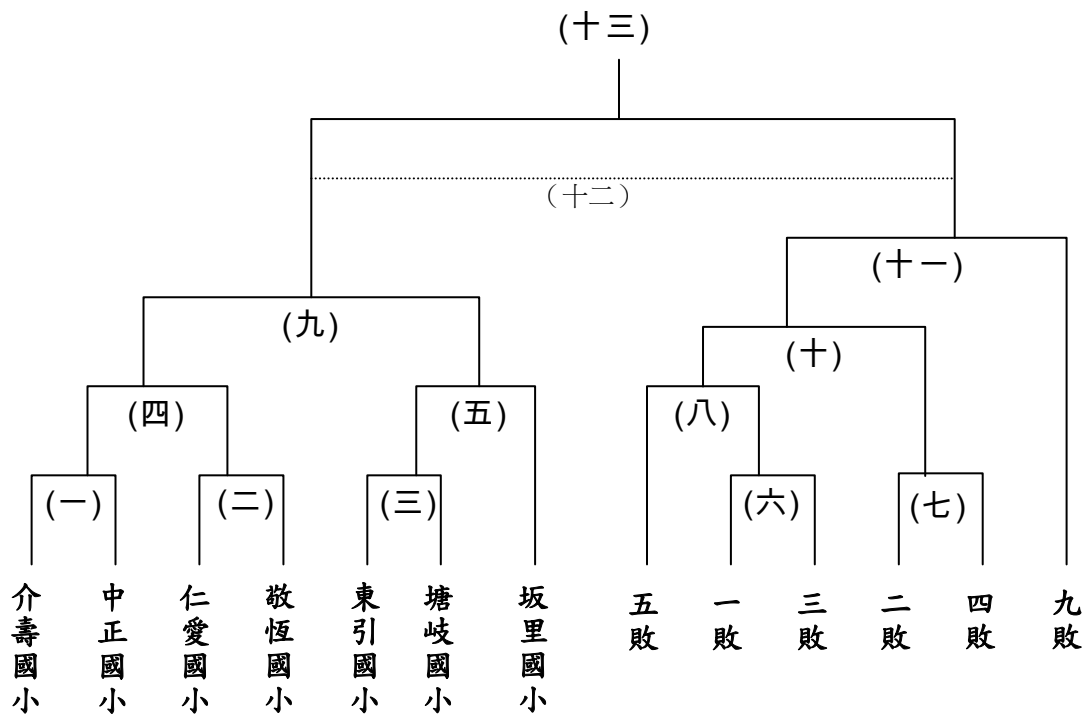 (十三)
(十二)
(十一)
(九)
(十)
(四)
(五)
(八)
(一)
(二)
(三)
(六)
(七)
介壽國小
中正國小
仁愛國小
敬恆國小
東引國小
塘岐國小
坂里國小
五敗
一敗
三敗
二敗
四敗
九敗